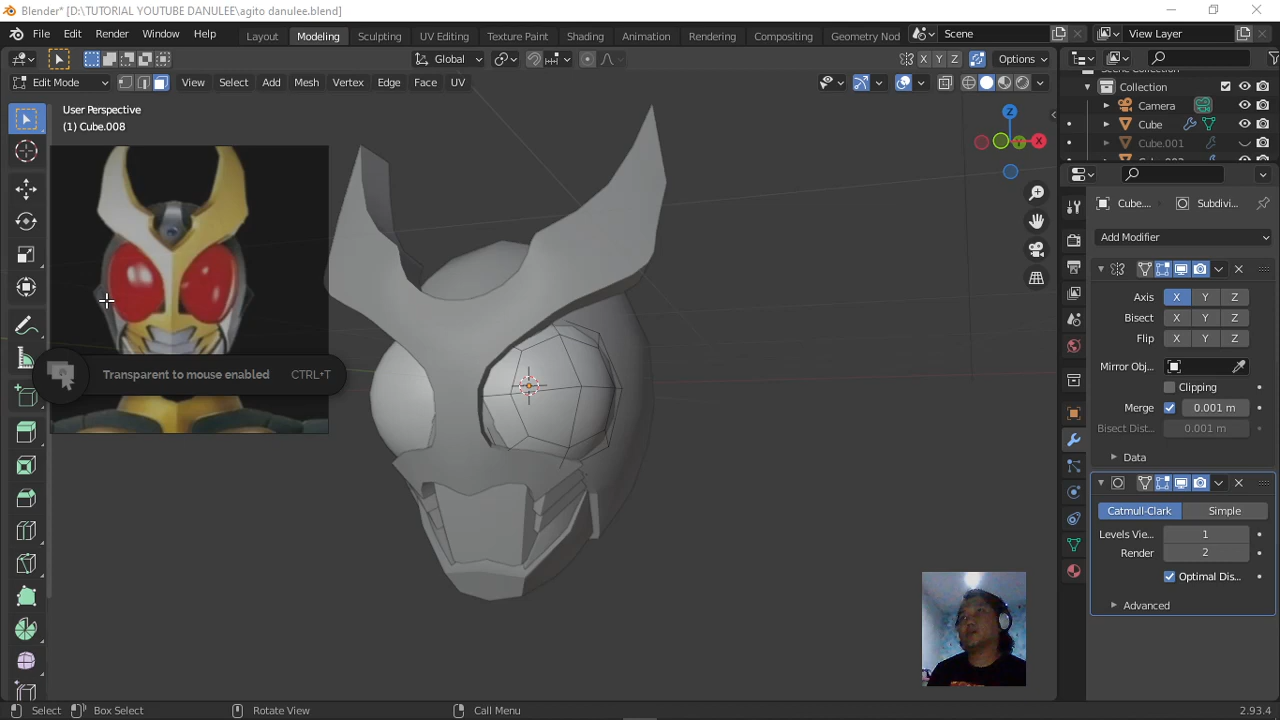 Blender* [D:\TUTORIAL YOUTUBE DANULEE\agito danulee.blend]
File Edit Render Window Help Layout Modeling Sculpting UV Editing Texture Paint Shading Animation Rendering Compositing Geometry Nod Scene View Layer
Global Options
Edit Mode View Select Add Mesh Vertex Edge Face UV
X Y Z
User Perspective
(1) Cube.008
Z
X
Transparent to mouse enabled CTRL+T
Collection
Camera
Cube
Cube.001
Cube.... Subdivi...
Add Modifier
Axis X Y Z
Bisect X Y Z
Flip X Y Z
Mirror Obj...
Clipping
Merge 0.001 m
Bisect Dist... 0.001 m
Data
Catmull-Clark Simple
Levels Vie... 1
Render 2
Optimal Dis...
Advanced
Select Box Select Rotate View Call Menu 2.93.4